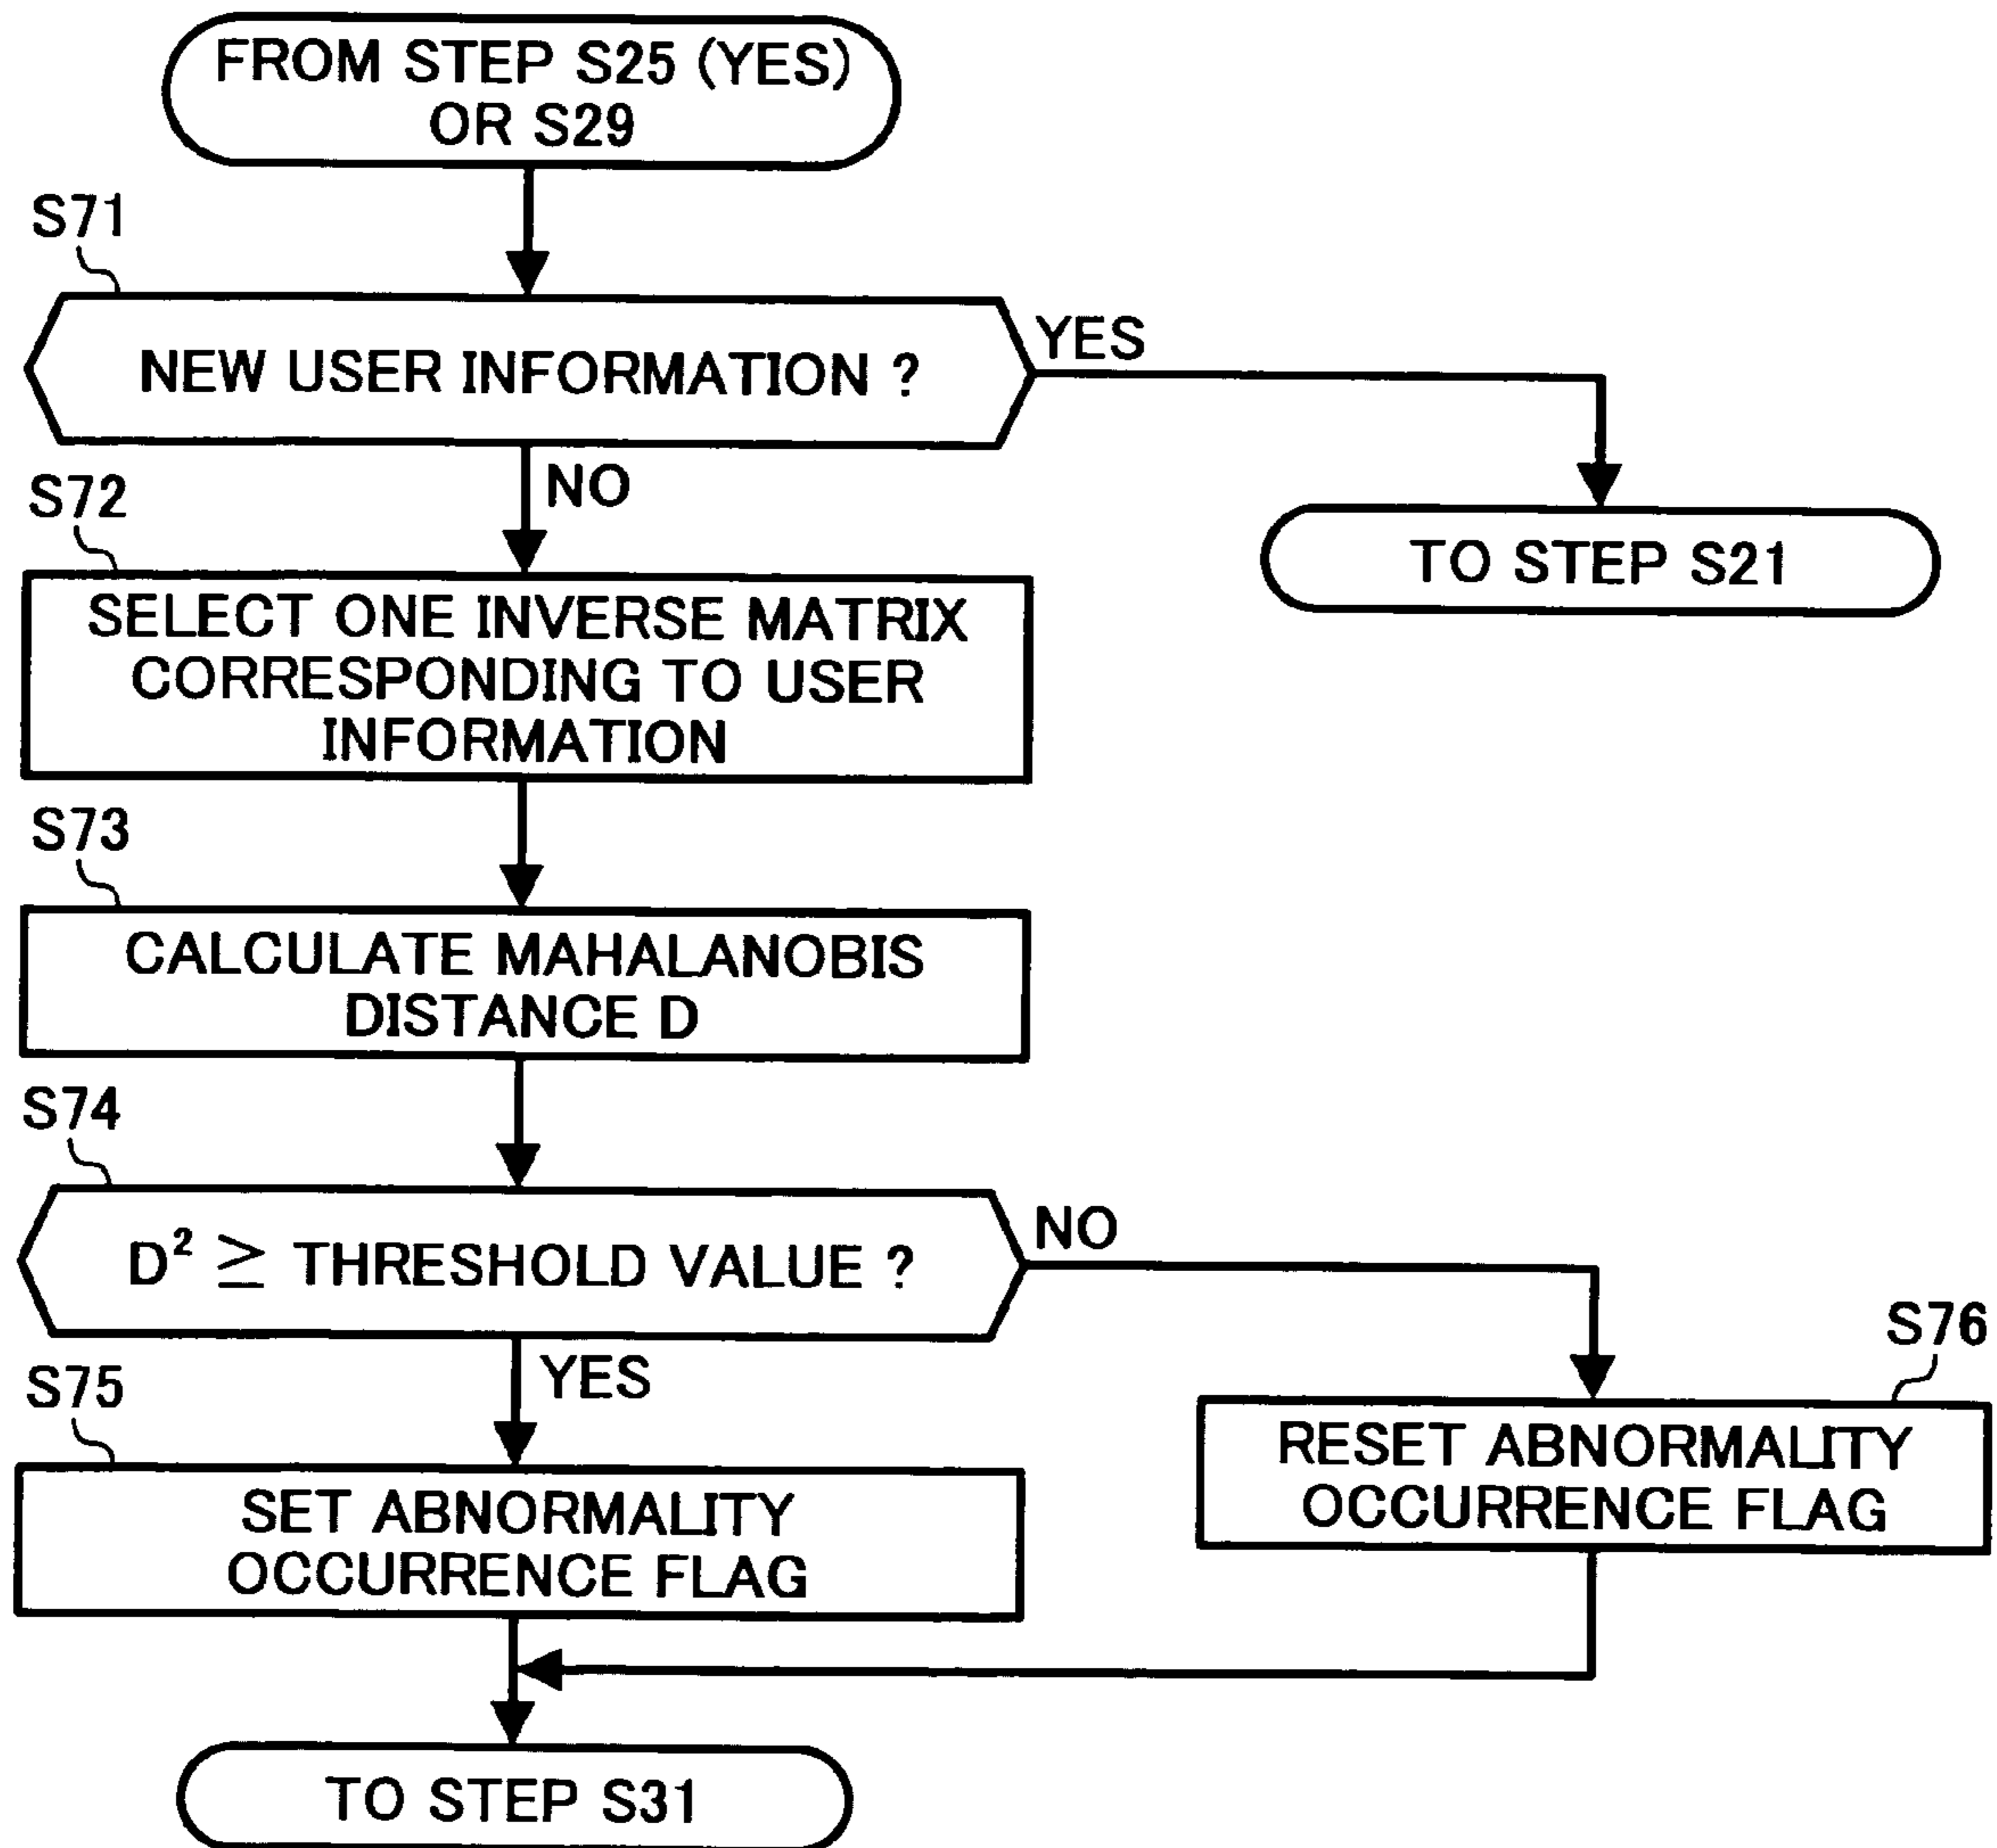 FROM STEP S25 (YES)
OR S29
S71
NEW USER INFORMATION ?
YES
NO
TO STEP S21
S72
SELECT ONE INVERSE MATRIX
CORRESPONDING TO USER
INFORMATION
S73
CALCULATE MAHALANOBIS
DISTANCE D
S74
D² ≧ THRESHOLD VALUE ?
NO
YES
S76
RESET ABNORMALITY
OCCURRENCE FLAG
S75
SET ABNORMALITY
OCCURRENCE FLAG
TO STEP S31